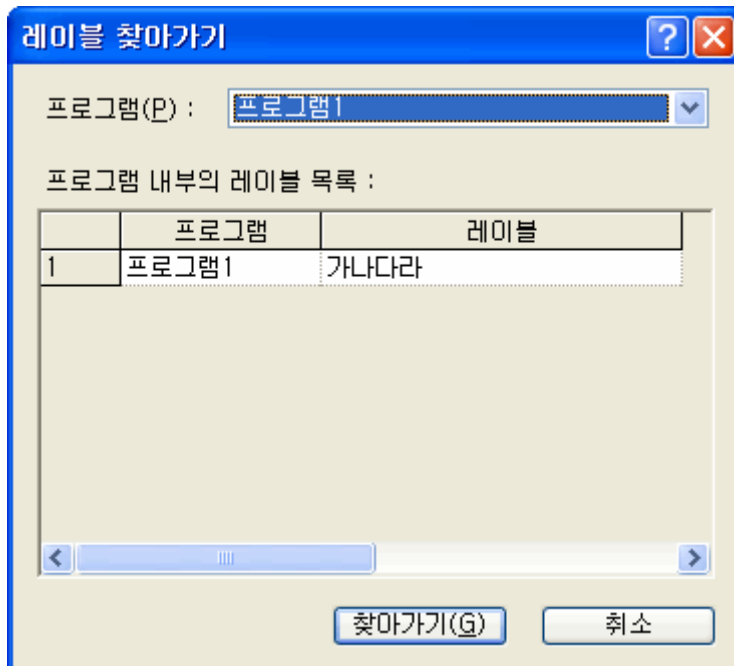 레이블 찾아가기
프로그램(P) : 프로그램1
프로그램 내부의 레이블 목록 :
프로그램 레이블
1 프로그램1 가나다라
찾아가기(G) 취소